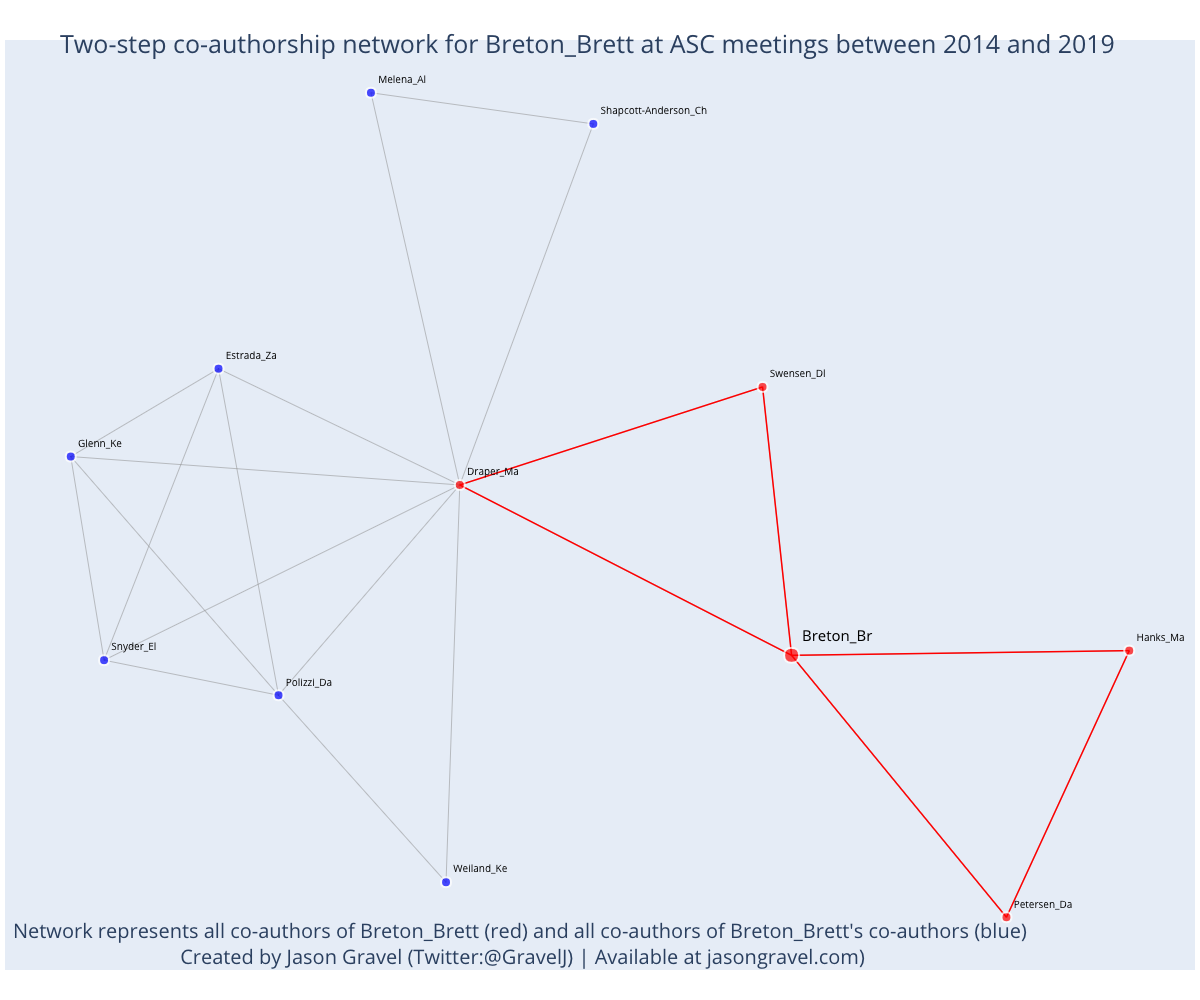 Two-step co-authorship network for Breton_Brett at ASC meetings between 2014 and 2019
Melena_Al
Shapcott-Anderson_Ch
Estrada_Za
Swensen_Dl
Glenn_Ke
Draper_Ma
Breton_Br
Hanks_Ma
Snyder_El
Polizzi_Da
Weiland_Ke
Petersen_Da
Network represents all co-authors of Breton_Brett (red) and all co-authors of Breton_Brett's co-authors (blue)
Created by Jason Gravel (Twitter:@GravelJ) | Available at jasongravel.com)